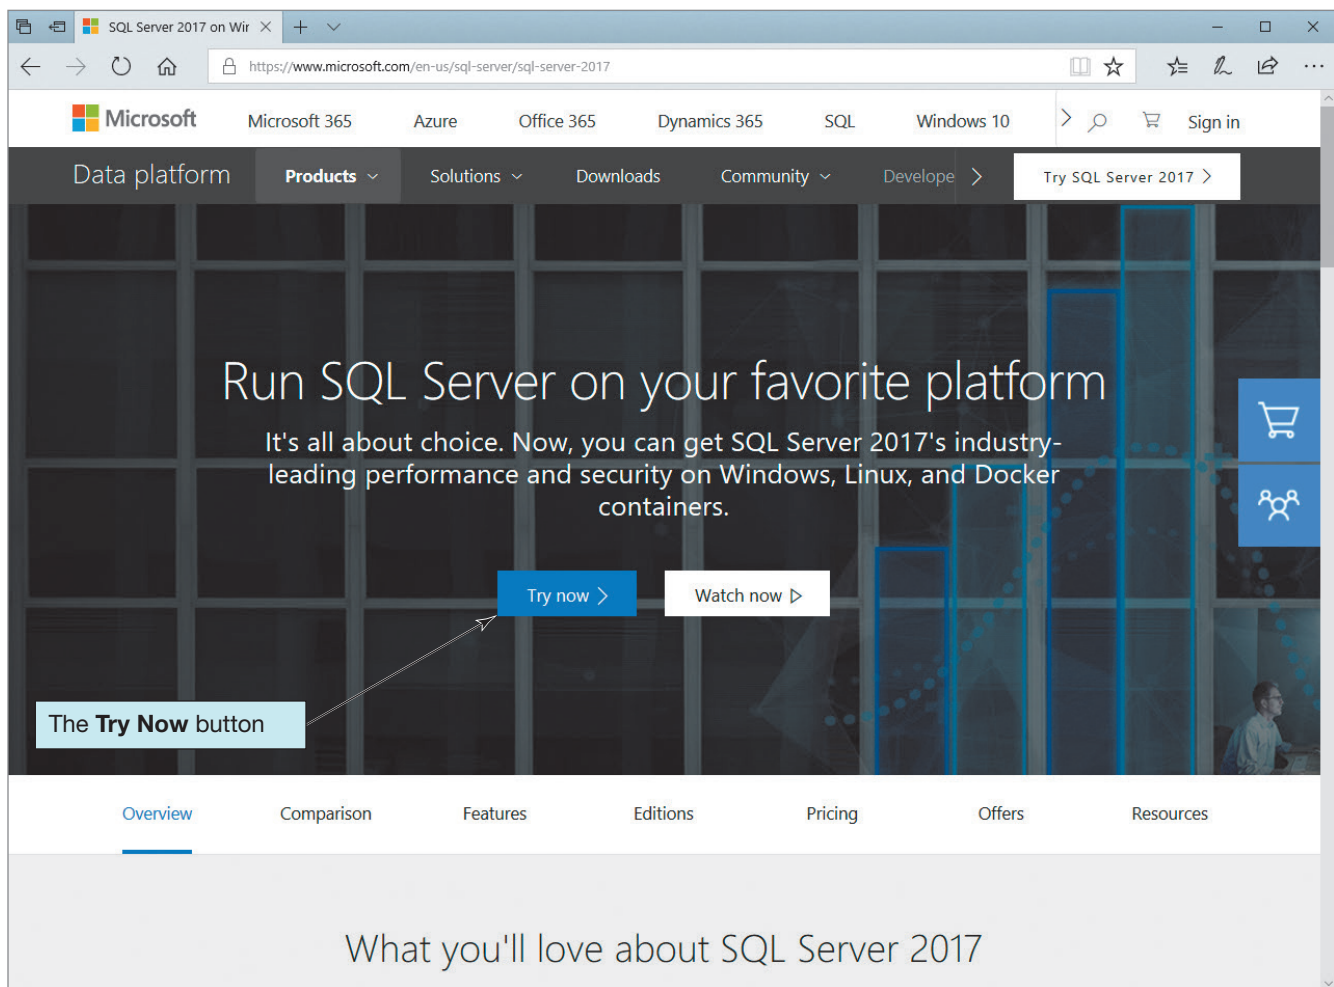 SQL Server 2017 on Wir
https://www.microsoft.com/en-us/sql-server/sql-server-2017
Microsoft Microsoft 365 Azure Office 365 Dynamics 365 SQL Windows 10 Sign in
Data platform Products Solutions Downloads Community Develope Try SQL Server 2017
Run SQL Server on your favorite platform
It's all about choice. Now, you can get SQL Server 2017's industry-
leading performance and security on Windows, Linux, and Docker
containers.
Try now Watch now
The Try Now button
Overview Comparison Features Editions Pricing Offers Resources
What you'll love about SQL Server 2017